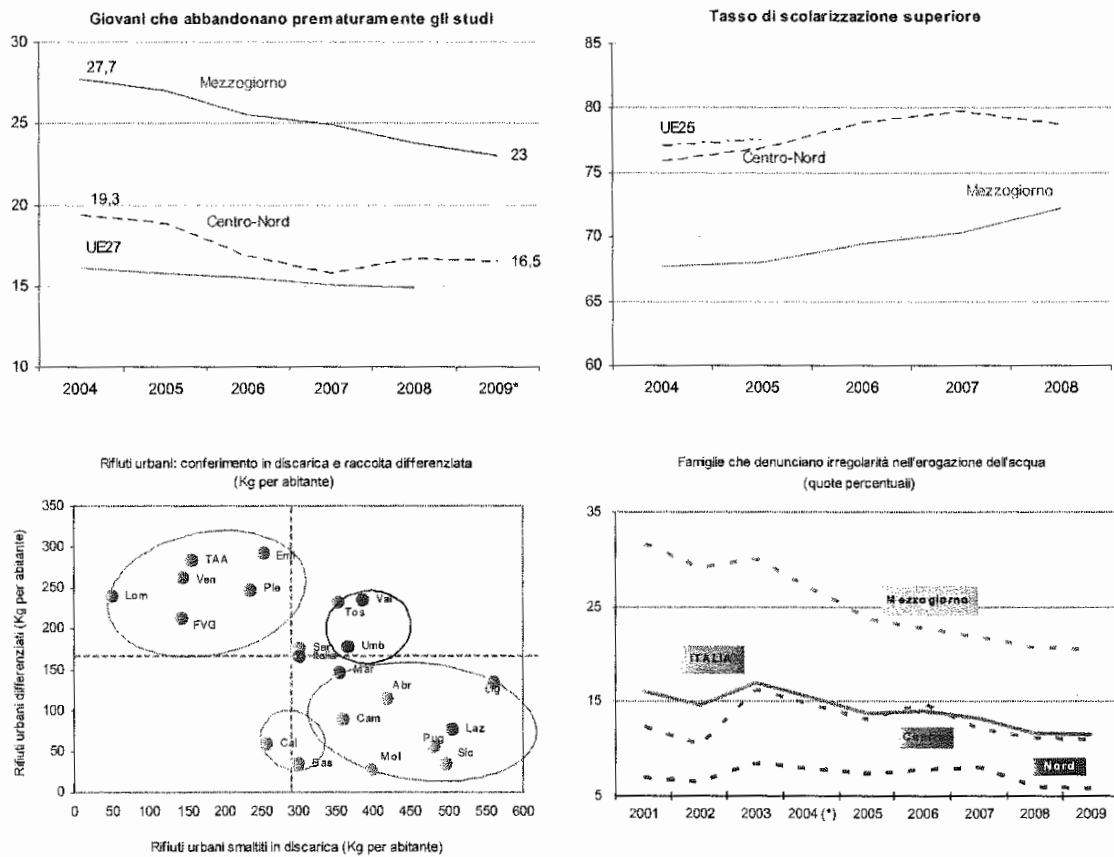 Giovani che abbandonano prematuramente gli studi
30
25
20
15
10
27,7
Mezzogiorno
23
19,3
Centro-Nord
UE27
16,5
2004 2005 2006 2007 2008 2009*
Tasso di scolarizzazione superiore
85
80
75
70
65
60
UE25
Centro-Nord
Mezzogiorno
2004 2005 2006 2007 2008
Rifiuti urbani: conferimento in discarica e raccolta differenziata
(Kg per abitante)
Rifiuti urbani differenziati (Kg per abitante)
350
300
250
200
150
100
50
0
TAA
Emi
Ven
Lom
Pie
FVG
Tos
Val
Sar
Italia
Umb
Mar
Abr
Lig
Cam
Laz
Cal
Pug
Sic
Bas
Mol
0 50 100 150 200 250 300 350 400 450 500 550 600
Rifiuti urbani smaltiti in discarica (Kg per abitante)
Famiglie che denunciano irregolarità nell'erogazione dell'acqua
(quote percentuali)
35
25
15
5
Mezzogiorno
ITALIA
Centro
Nord
2001 2002 2003 2004 (*) 2005 2006 2007 2008 2009